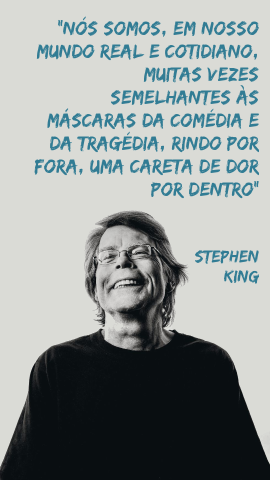 "NÓS SOMOS, EM NOSSO
MUNDO REAL E COTIDIANO,
MUITAS VEZES
SEMELHANTES ÀS
MÁSCARAS DA COMÉDIA E
DA TRAGÉDIA, RINDO POR
FORA, UMA CARETA DE DOR
POR DENTRO"
STEPHEN
KING